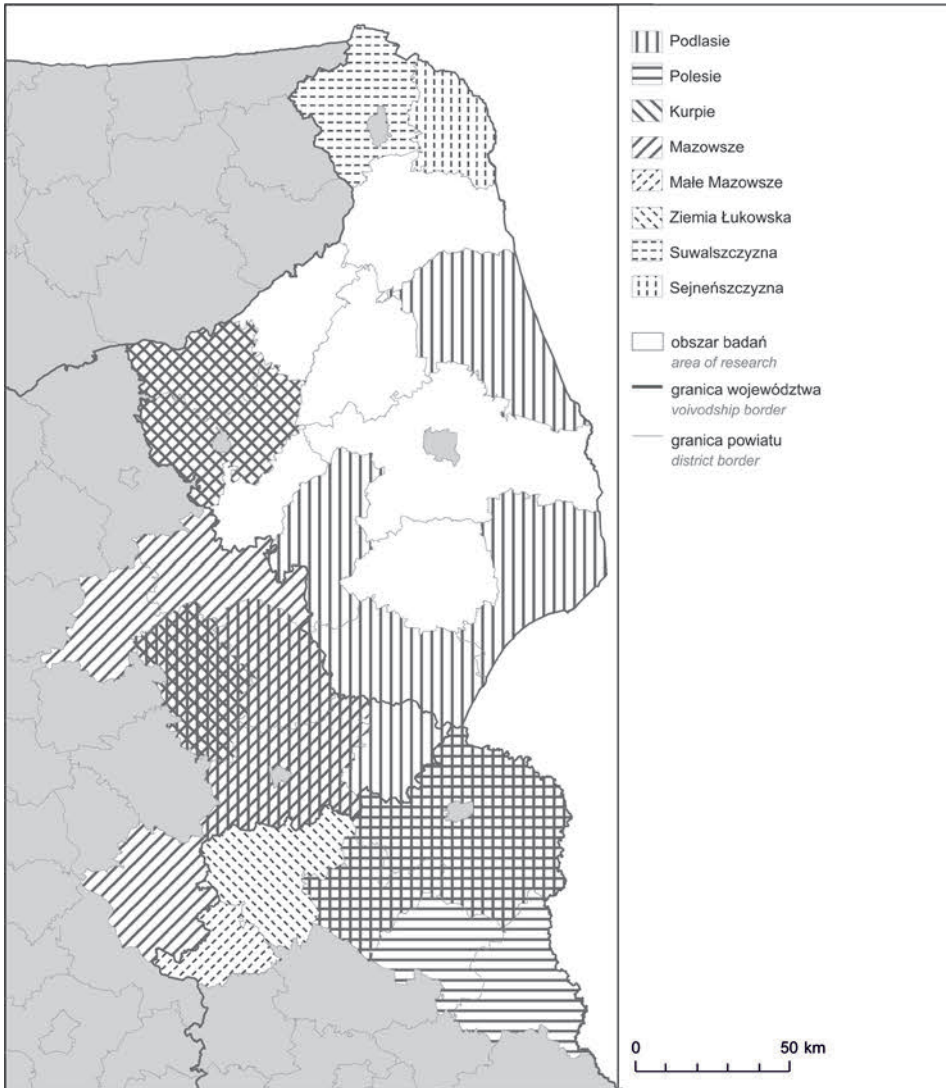 Podlasie
Polesie
Kurpie
Mazowsze
Małe Mazowsze
Ziemia Łukowska
Suwalszczyzna
Sejneńszczyzna
obszar badań
area of research
granica województwa
voivodship border
granica powiatu
district border
0 50 km